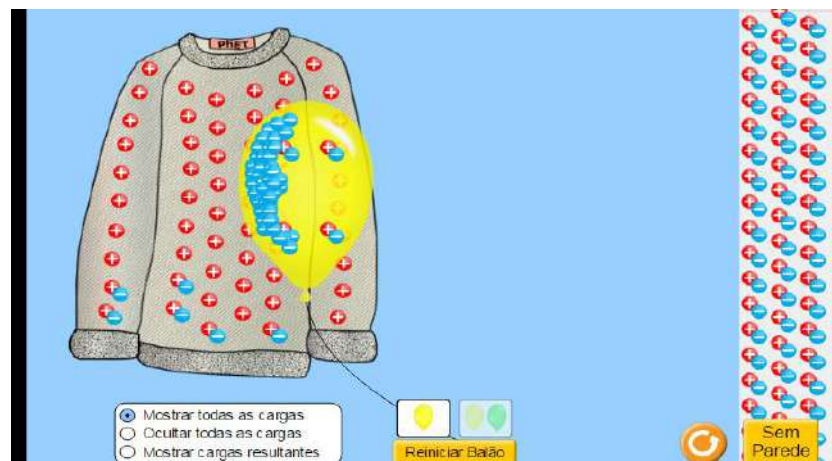 PhET
Mostrar todas as cargas
Ocultar todas as cargas
Mostrar cargas resultantes
Reiniciar Balão
Sem
Parede